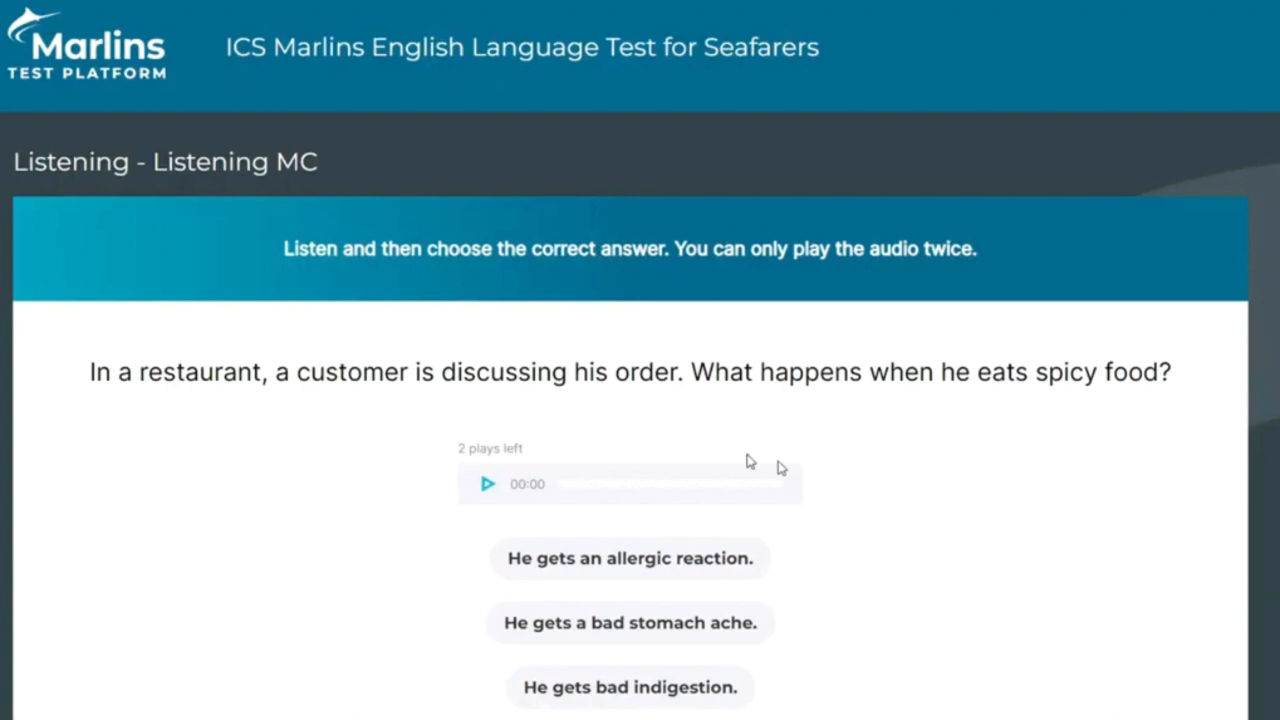 Marlins
TEST PLATFORM
ICS Marlins English Language Test for Seafarers
Listening - Listening MC
Listen and then choose the correct answer. You can only play the audio twice.
In a restaurant, a customer is discussing his order. What happens when he eats spicy food?
2 plays left
00:00
He gets an allergic reaction.
He gets a bad stomach ache.
He gets bad indigestion.